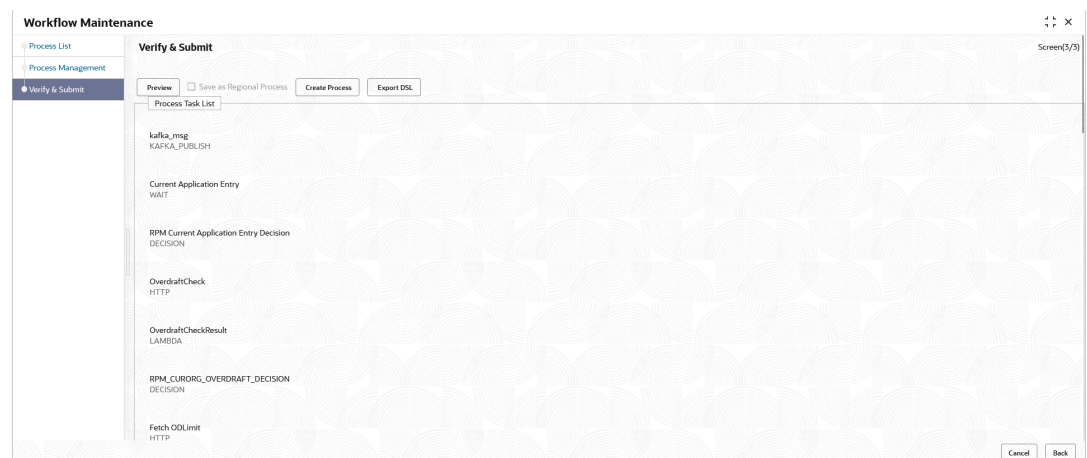 Workflow Maintenance
Process List
Process Management
Verify & Submit
Verify & Submit
Screen(3/3)
Preview
Save as Regional Process
Create Process
Export DSL
Process Task List
kafka_msg
KAFKA_PUBLISH
Current Application Entry
WAIT
RPM Current Application Entry Decision
DECISION
OverdraftCheck
HTTP
OverdraftCheckResult
LAMBDA
RPM_CURORG_OVERDRAFT_DECISION
DECISION
Fetch ODLimit
HTTP
Cancel
Back